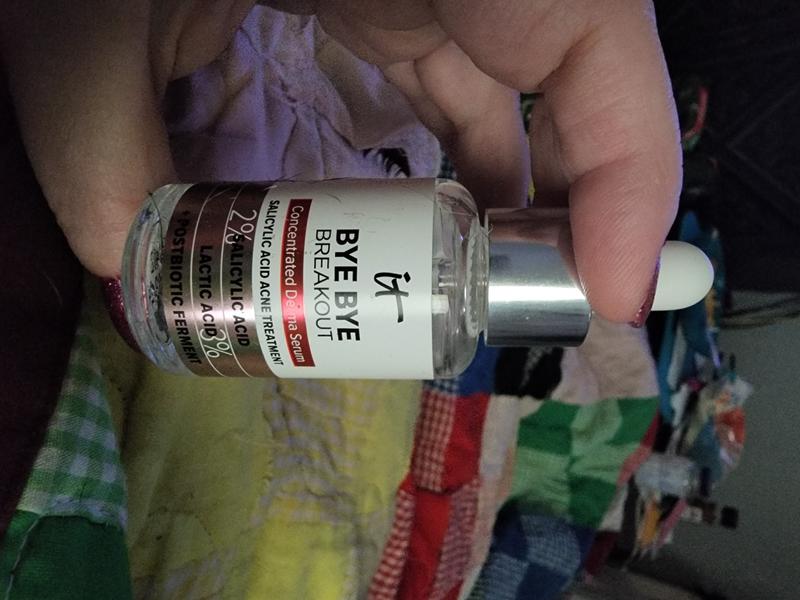 it
BYE BYE
BREAKOUT
Concentrated Derma Serum
SALICYLIC ACID ACNE TREATMENT
2% SALICYLIC ACID
LACTIC ACID 3%
+ POSTBIOTIC FERMENT